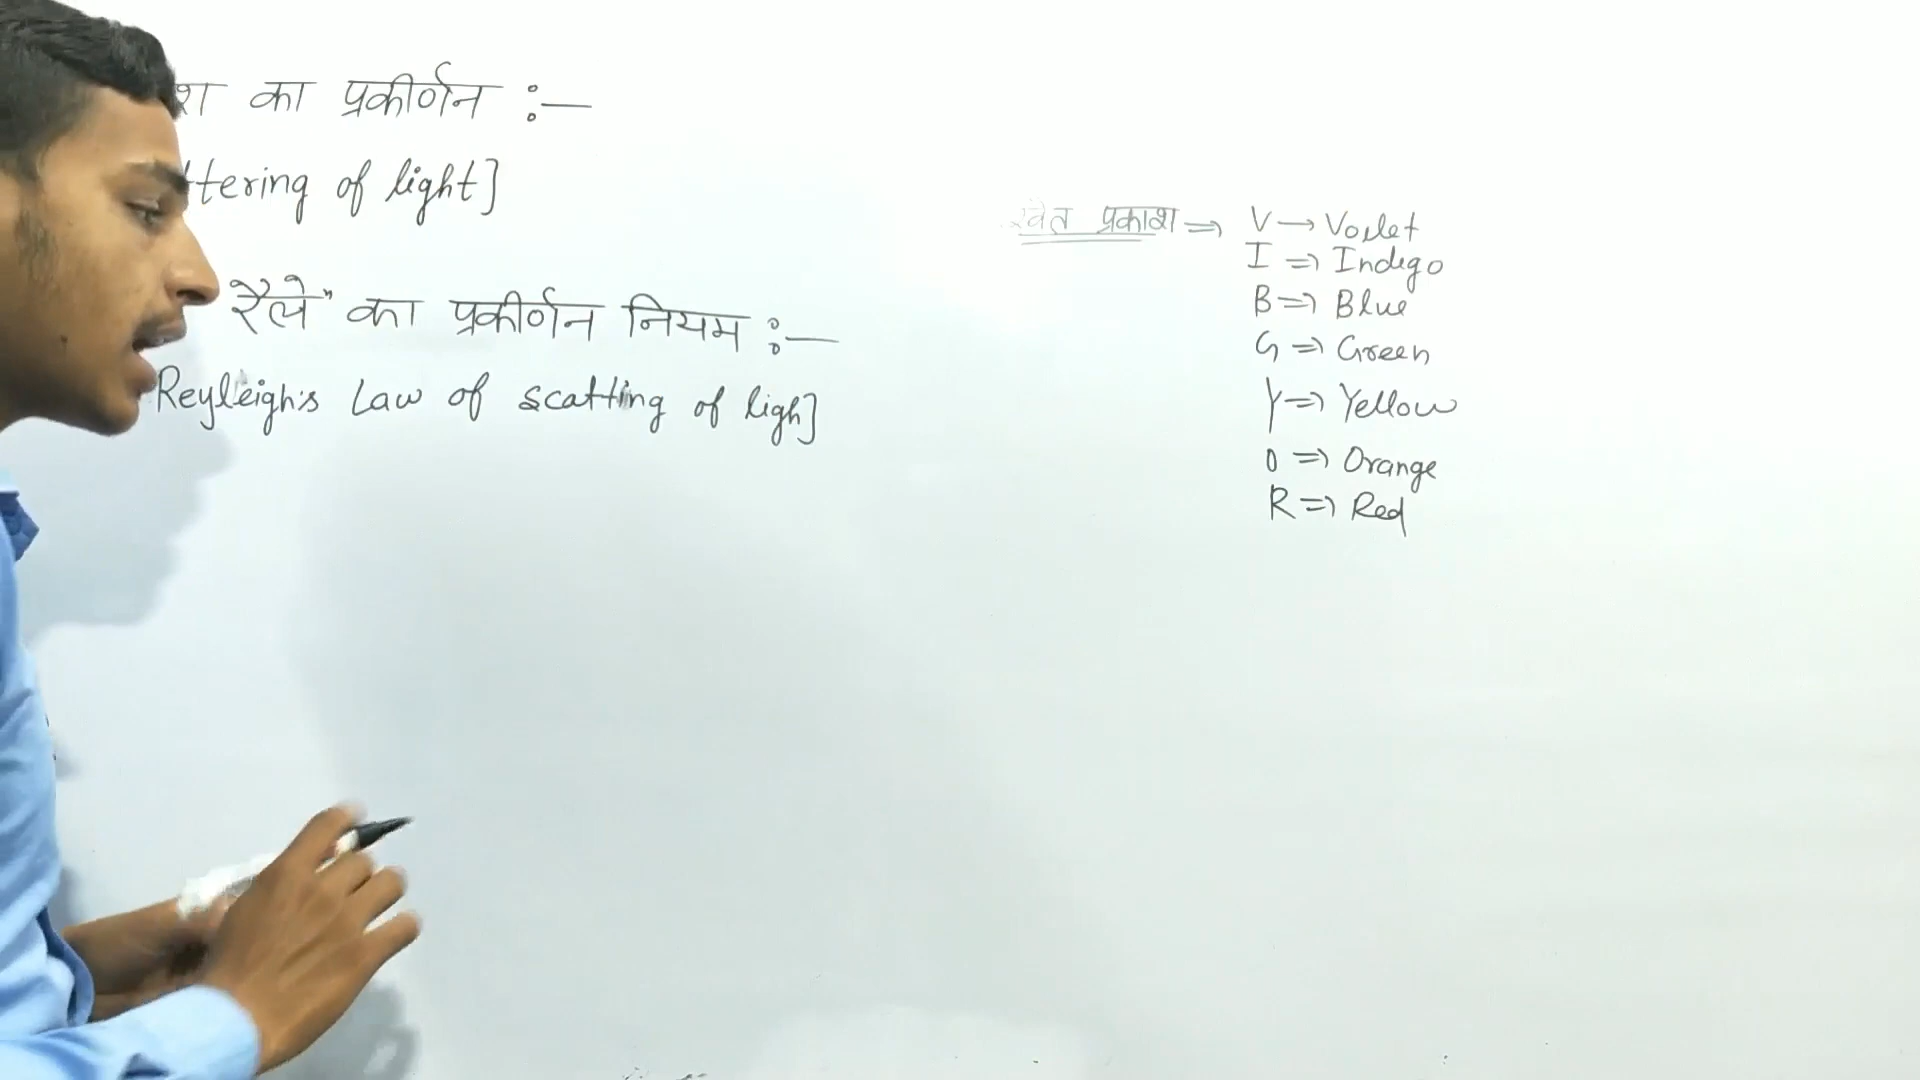 श का प्रकीर्णन :—
ttering of light]
रैले" का प्रकीर्णन नियम :—
Reyleigh's Law of scatting of ligh]
श्वेत प्रकाश ⇒ V → Voilet
I ⇒ Indigo
B ⇒ Blue
G ⇒ Green
Y ⇒ Yellow
O ⇒ Orange
R ⇒ Red